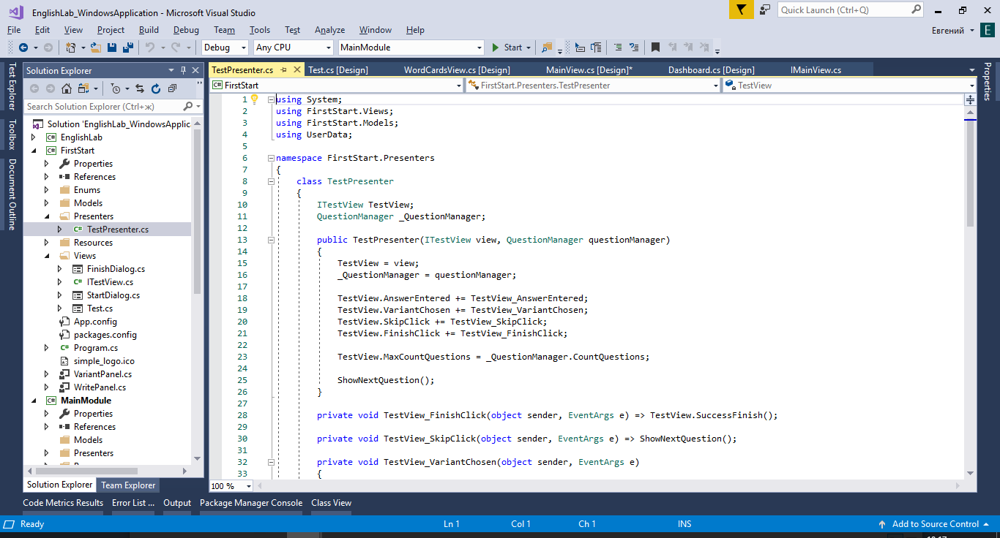 EnglishLab_WindowsApplication - Microsoft Visual Studio
Quick Launch (Ctrl+Q)
File Edit View Project Build Debug Team Tools Test Analyze Window Help
Евгений E
Debug Any CPU MainModule Start
Test Explorer
Toolbox
Document Outline
Solution Explorer
Search Solution Explorer (Ctrl+ж)
Solution 'EnglishLab_WindowsApplic
C# EnglishLab
C# FirstStart
Properties
References
Enums
Models
Presenters
C# TestPresenter.cs
Resources
Views
FinishDialog.cs
C# ITestView.cs
StartDialog.cs
Test.cs
App.config
packages.config
C# Program.cs
simple_logo.ico
VariantPanel.cs
WritePanel.cs
C# MainModule
Properties
References
Models
Presenters
Solution Explorer Team Explorer
TestPresenter.cs Test.cs [Design] WordCardsView.cs [Design] MainView.cs [Design]* Dashboard.cs [Design] IMainView.cs
C# FirstStart FirstStart.Presenters.TestPresenter TestView
1 using System;
2 using FirstStart.Views;
3 using FirstStart.Models;
4 using UserData;
5
6 namespace FirstStart.Presenters
7 {
8 class TestPresenter
9 {
10 ITestView TestView;
11 QuestionManager _QuestionManager;
12
13 public TestPresenter(ITestView view, QuestionManager questionManager)
14 {
15 TestView = view;
16 _QuestionManager = questionManager;
17
18 TestView.AnswerEntered += TestView_AnswerEntered;
19 TestView.VariantChosen += TestView_VariantChosen;
20 TestView.SkipClick += TestView_SkipClick;
21 TestView.FinishClick += TestView_FinishClick;
22
23 TestView.MaxCountQuestions = _QuestionManager.CountQuestions;
24
25 ShowNextQuestion();
26 }
27
28 private void TestView_FinishClick(object sender, EventArgs e) => TestView.SuccessFinish();
29
30 private void TestView_SkipClick(object sender, EventArgs e) => ShowNextQuestion();
31
32 private void TestView_VariantChosen(object sender, EventArgs e)
33 {
100 %
Properties
Code Metrics Results Error List ... Output Package Manager Console Class View
Ready Ln 1 Col 1 Ch 1 INS Add to Source Control